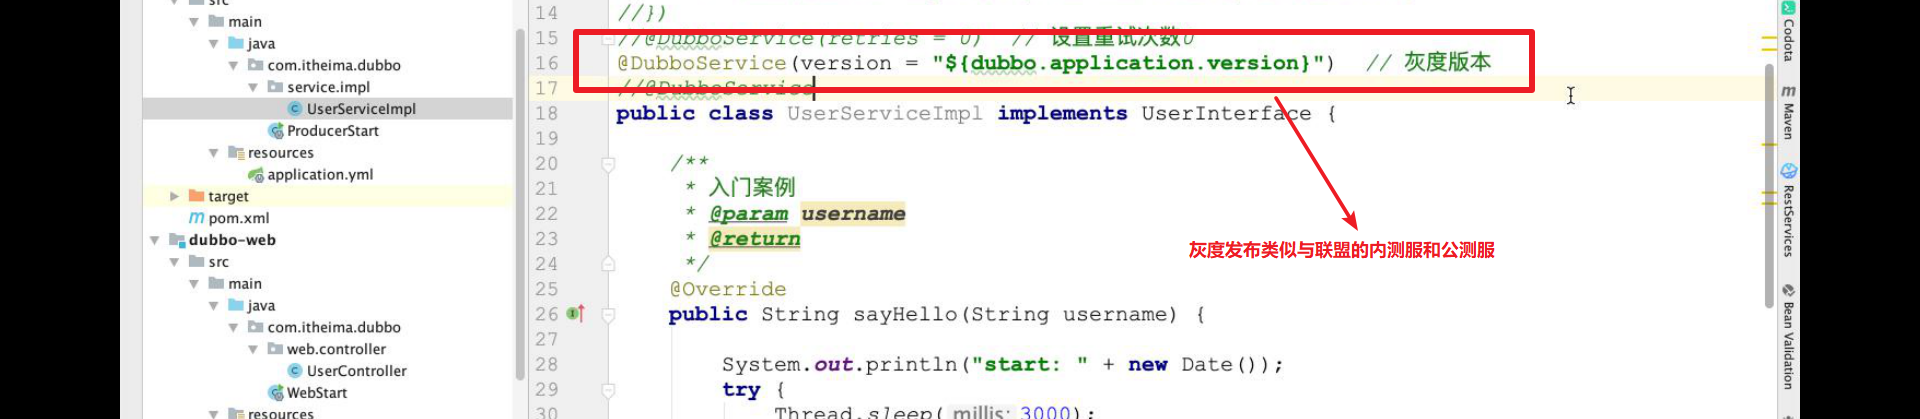 src
main
java
com.itheima.dubbo
service.impl
UserServiceImpl
ProducerStart
resources
application.yml
target
pom.xml
dubbo-web
src
main
java
com.itheima.dubbo
web.controller
UserController
WebStart
resources
14 //})
15 //@DubboService(retries = 0) // 设置重试次数0
16 @DubboService(version = "${dubbo.application.version}") // 灰度版本
17 //@DubboService
18 public class UserServiceImpl implements UserInterface {
19
20 /**
21 * 入门案例
22 * @param username
23 * @return
24 */
25 @Override
26 public String sayHello(String username) {
27
28 System.out.println("start: " + new Date());
29 try {
30 Thread.sleep( millis: 3000);
灰度发布类似与联盟的内测服和公测服
Codota
Maven
RestServices
Bean Validation